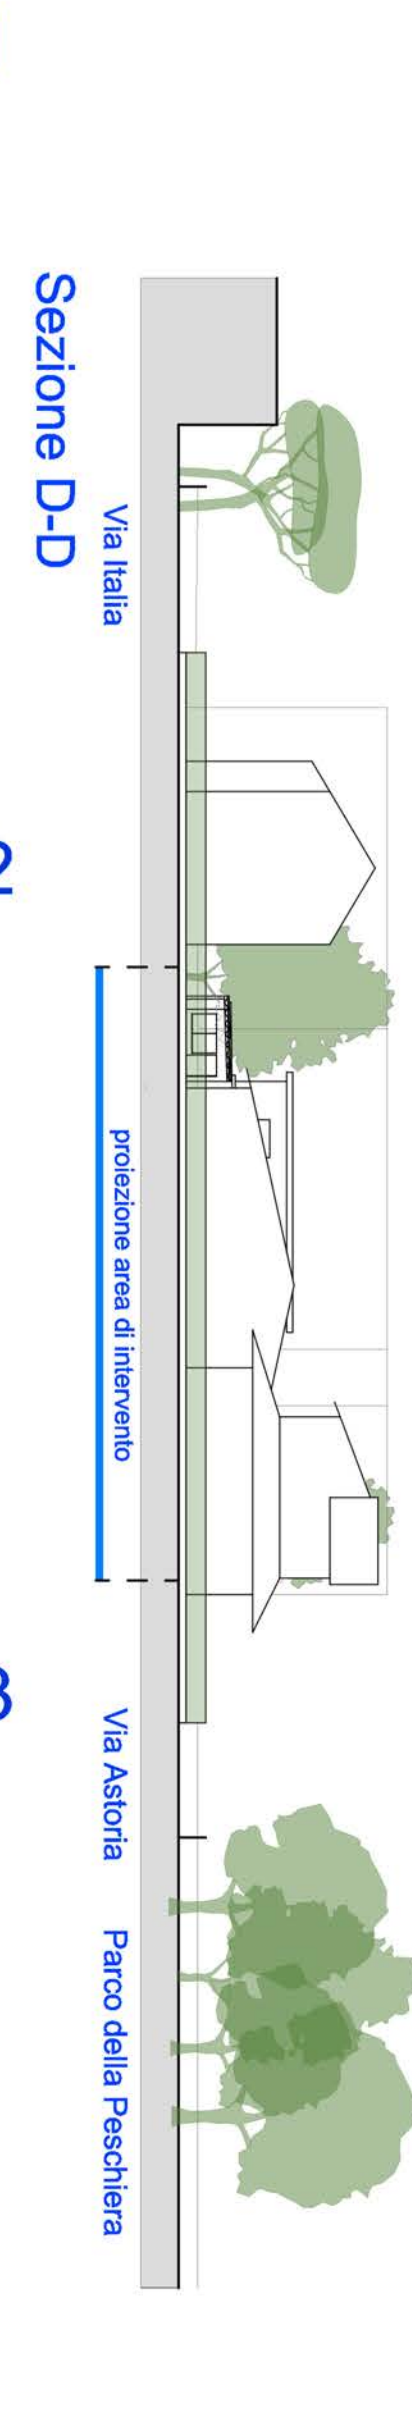 Via Italia
proiezione area di intervento
Via Astoria
Parco della Peschiera
Sezione D-D